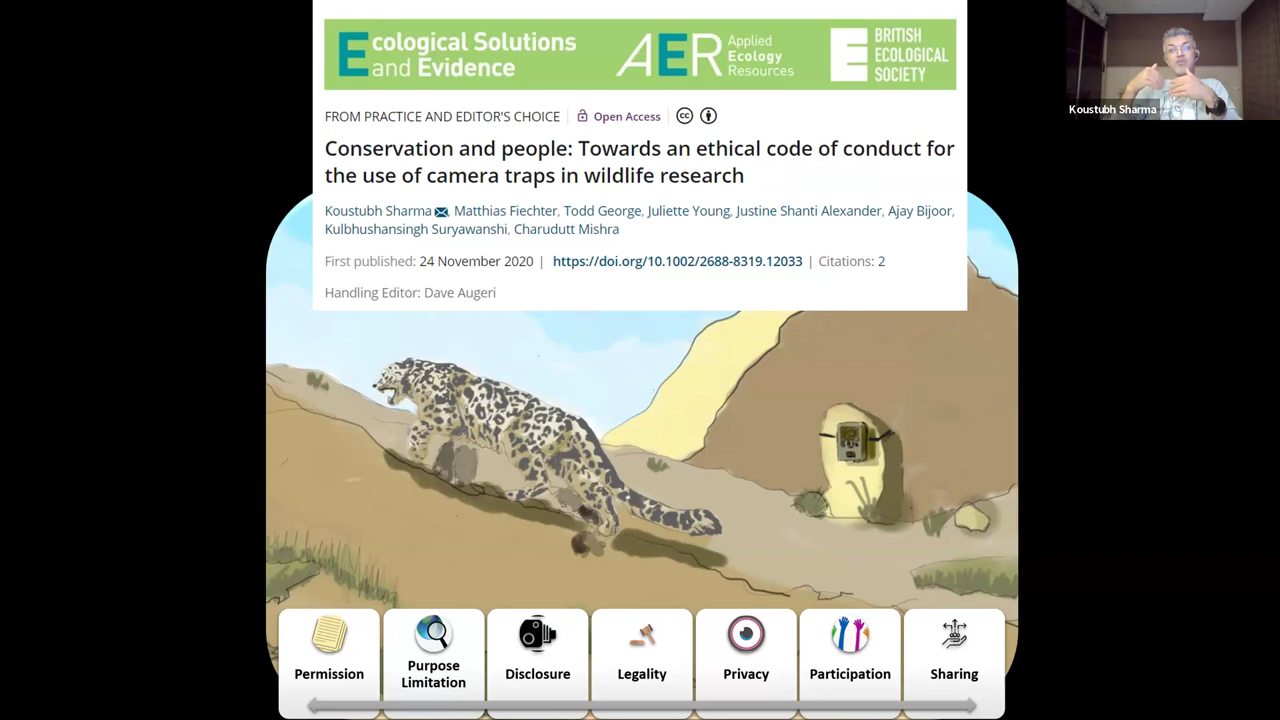 Ecological Solutions
and Evidence
AER Applied
Ecology
Resources
BRITISH
ECOLOGICAL
SOCIETY
Koustubh Sharma
FROM PRACTICE AND EDITOR'S CHOICE Open Access cc
Conservation and people: Towards an ethical code of conduct for
the use of camera traps in wildlife research
Koustubh Sharma, Matthias Fiechter, Todd George, Juliette Young, Justine Shanti Alexander, Ajay Bijoor,
Kulbhushansingh Suryawanshi, Charudutt Mishra
First published: 24 November 2020 | https://doi.org/10.1002/2688-8319.12033 | Citations: 2
Handling Editor: Dave Augeri
Permission
Purpose
Limitation
Disclosure
Legality
Privacy
Participation
Sharing